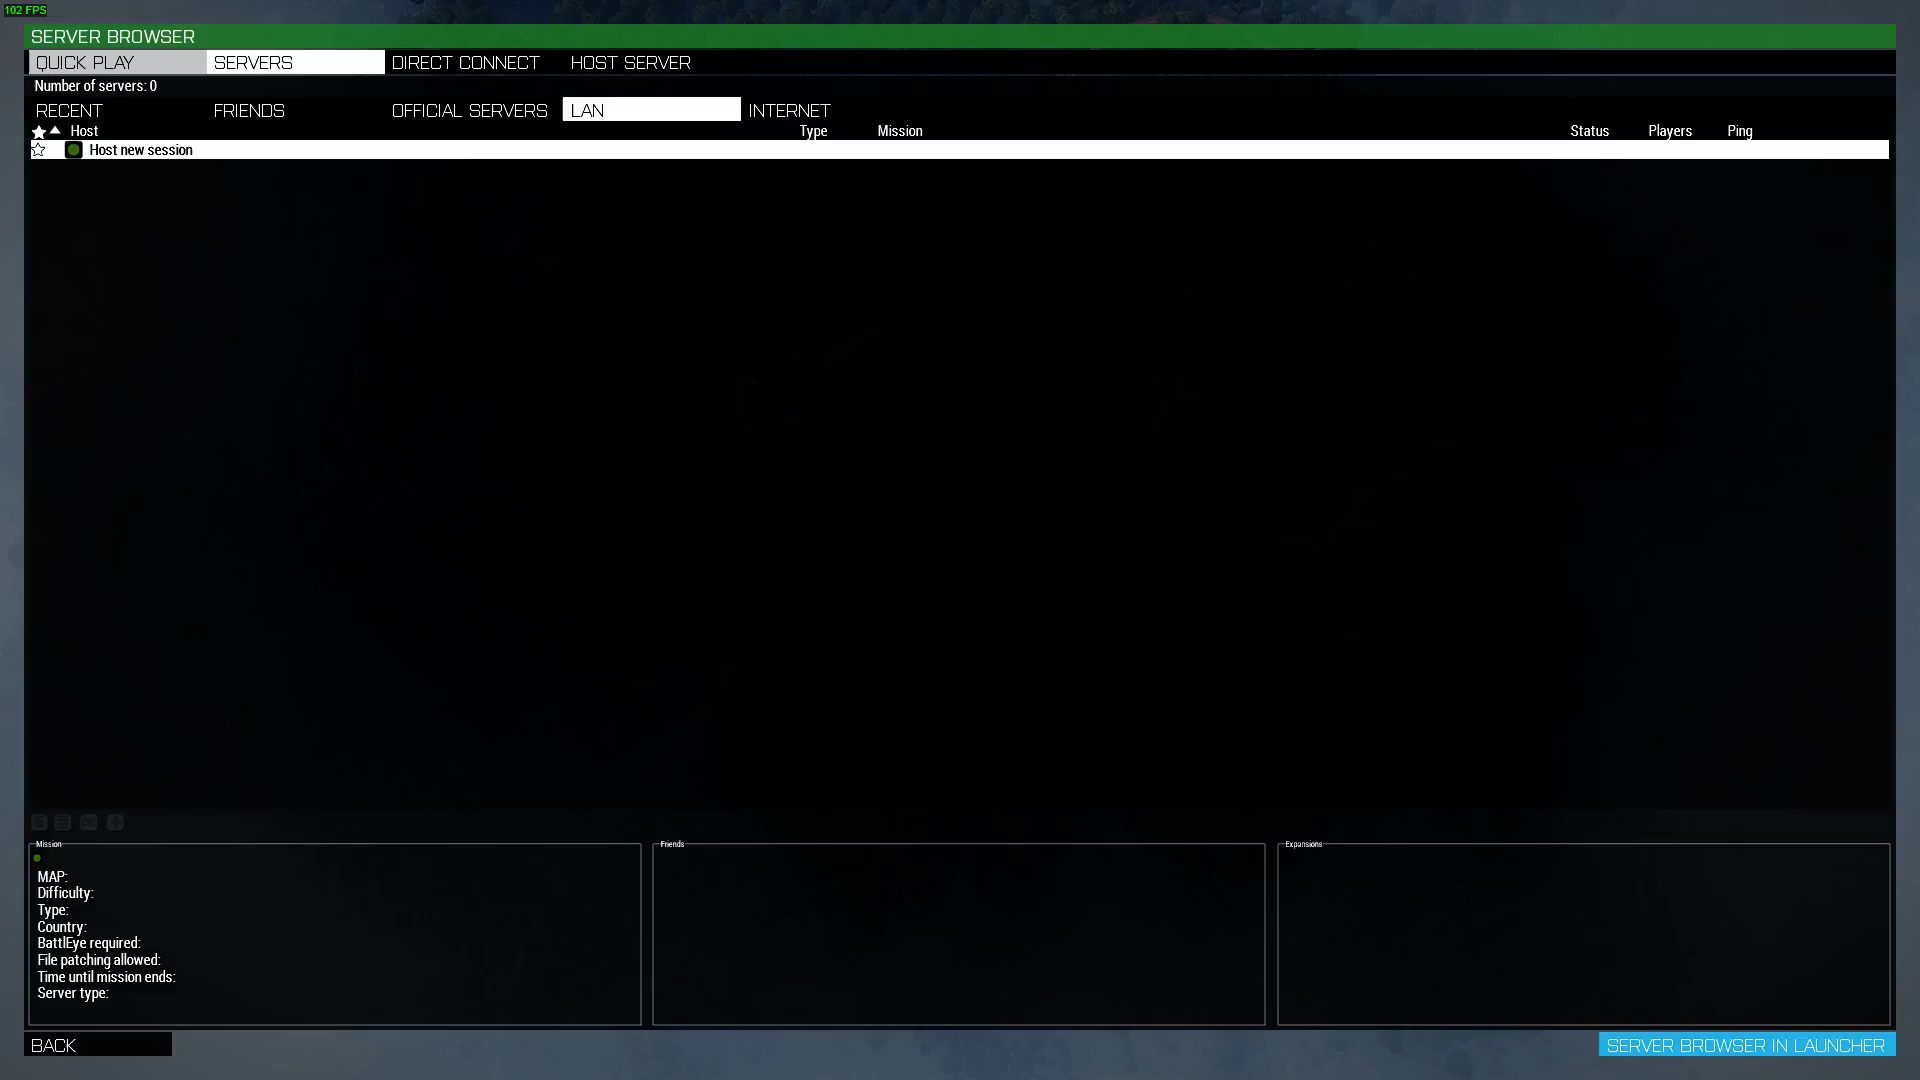 102 FPS
SERVER BROWSER
QUICK PLAY SERVERS DIRECT CONNECT HOST SERVER
Number of servers: 0
RECENT FRIENDS OFFICIAL SERVERS LAN INTERNET
Host Type Mission Status Players Ping
Host new session
Mission Friends Expansions
MAP:
Difficulty:
Type:
Country:
BattlEye required:
File patching allowed:
Time until mission ends:
Server type:
BACK SERVER BROWSER IN LAUNCHER